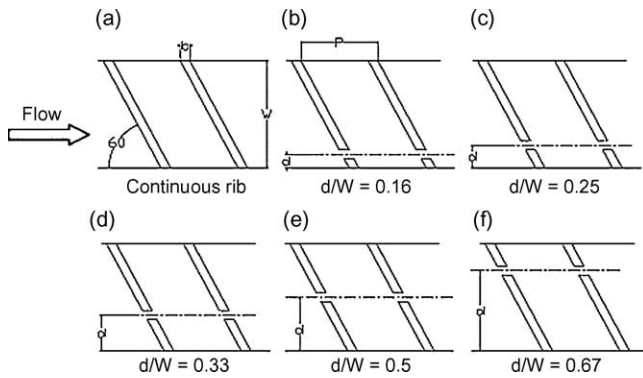 (a)
b
W
Flow
60
Continuous rib
(b)
P
d
d/W = 0.16
(c)
d
d/W = 0.25
(d)
d
d/W = 0.33
(e)
d
d/W = 0.5
(f)
d
d/W = 0.67